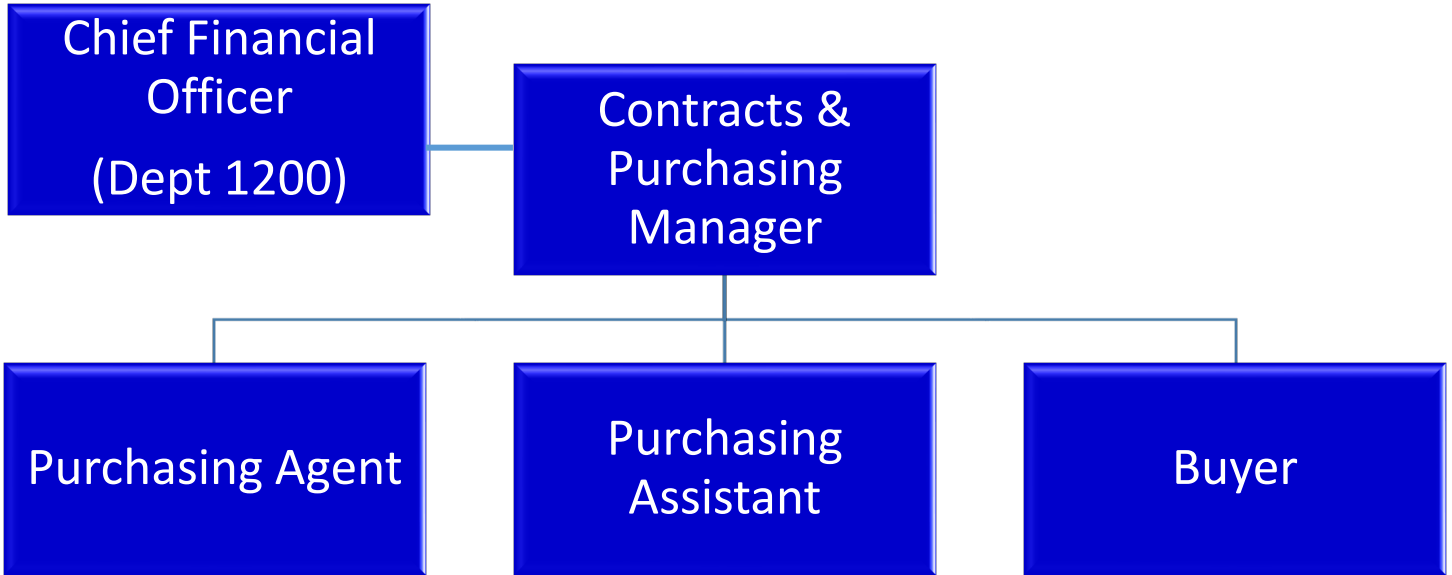 Chief Financial
Officer
(Dept 1200)
Contracts &
Purchasing
Manager
Purchasing Agent
Purchasing
Assistant
Buyer